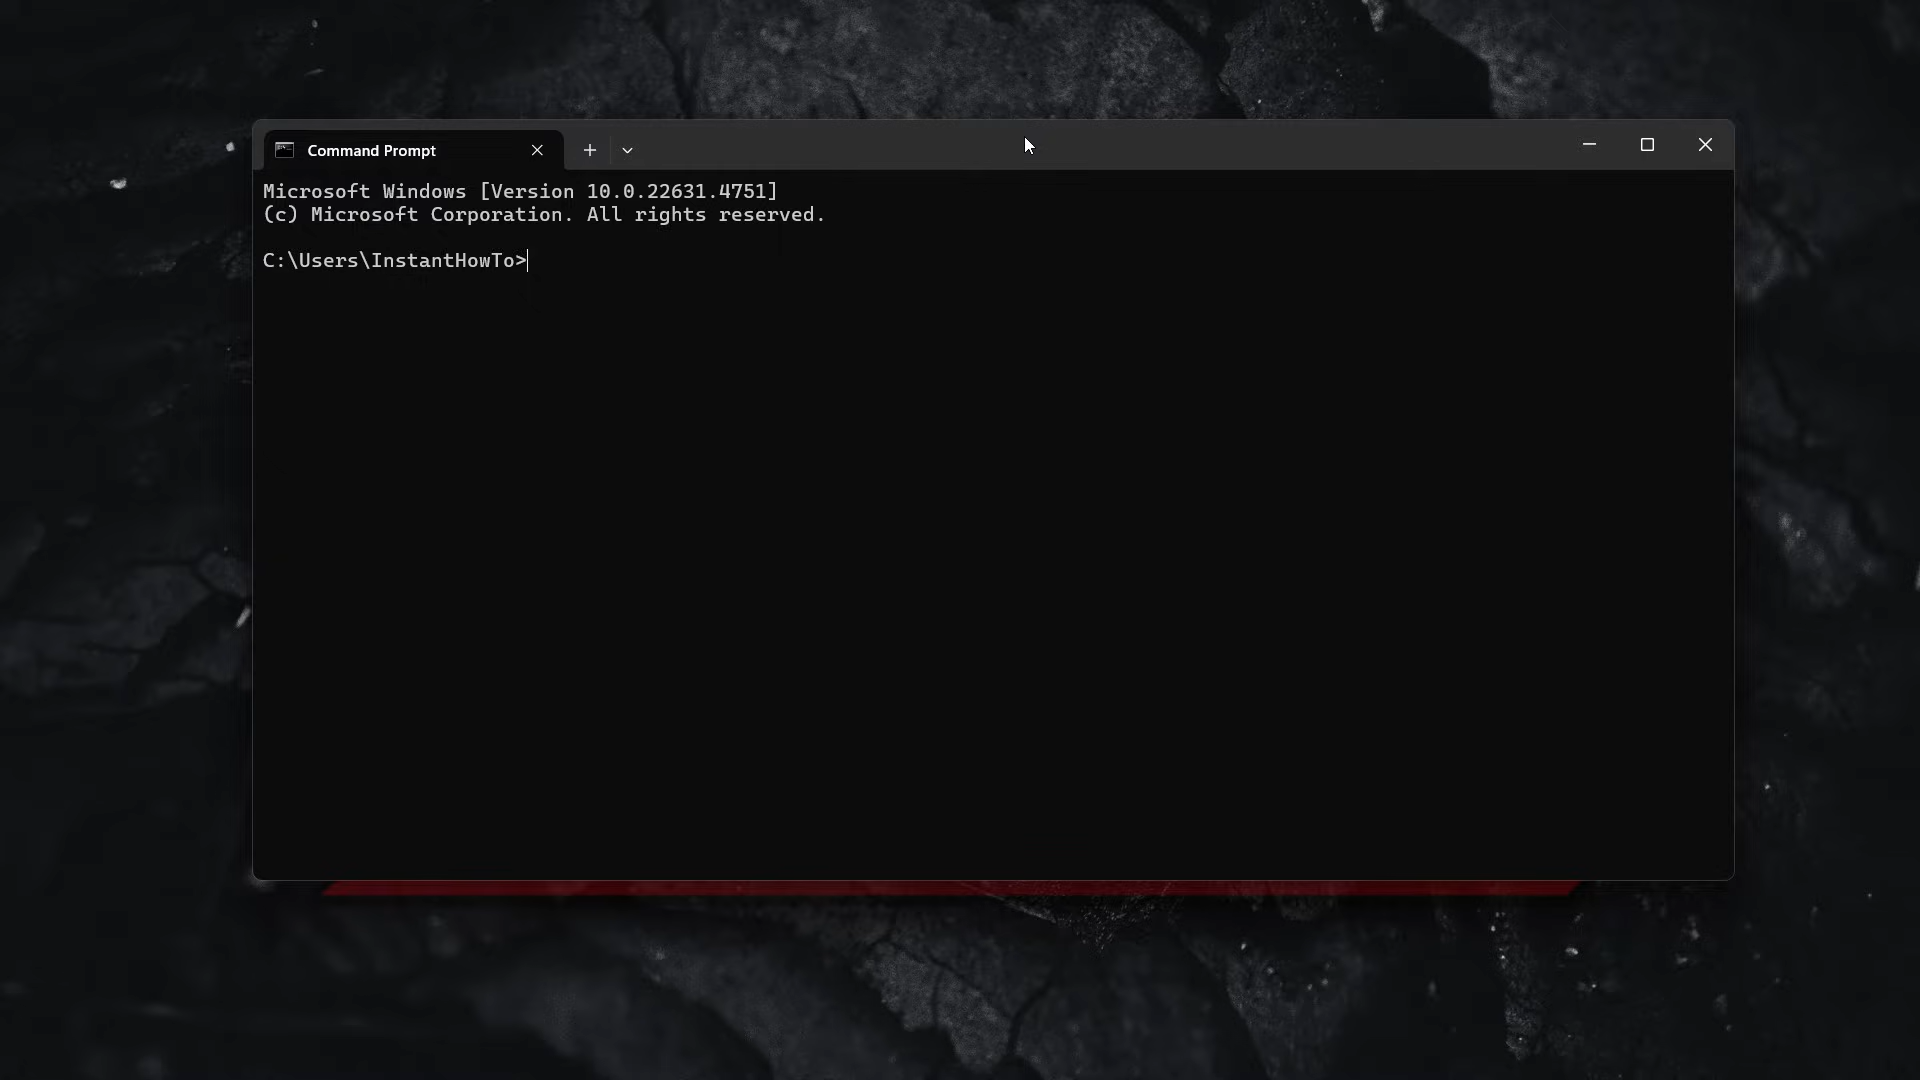 Command Prompt
Microsoft Windows [Version 10.0.22631.4751]
(c) Microsoft Corporation. All rights reserved.
C:\Users\InstantHowTo>